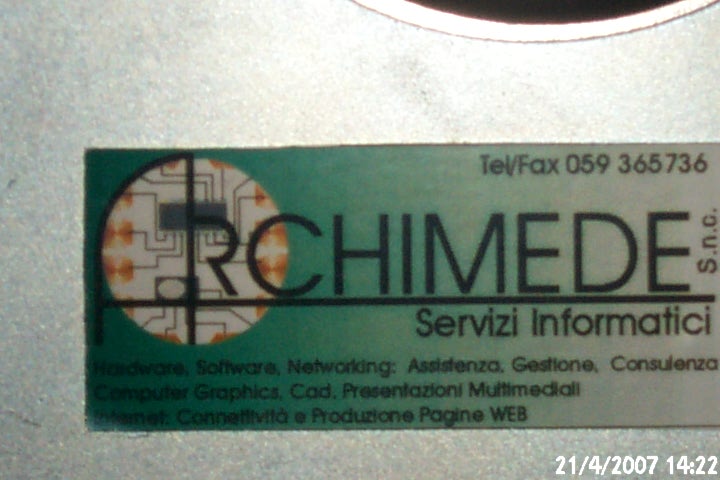 Tel/Fax 059 365736
ARCHIMEDE S.n.c.
Servizi Informatici
Hardware, Software, Networking: Assistenza, Gestione, Consulenza
Computer Graphics, Cad, Presentazioni Multimediali
Internet: Connettività e Produzione Pagine WEB
21/4/2007 14:22